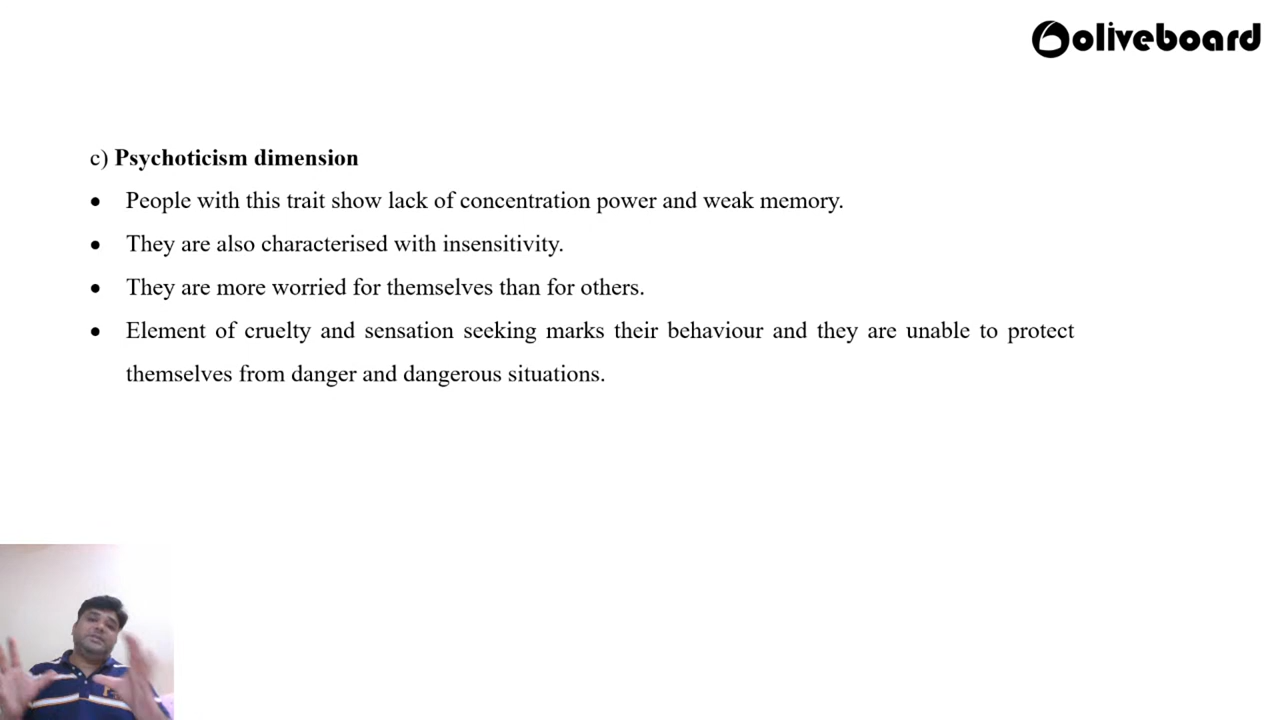 oliveboard
c) Psychoticism dimension
• People with this trait show lack of concentration power and weak memory.
• They are also characterised with insensitivity.
• They are more worried for themselves than for others.
• Element of cruelty and sensation seeking marks their behaviour and they are unable to protect
themselves from danger and dangerous situations.